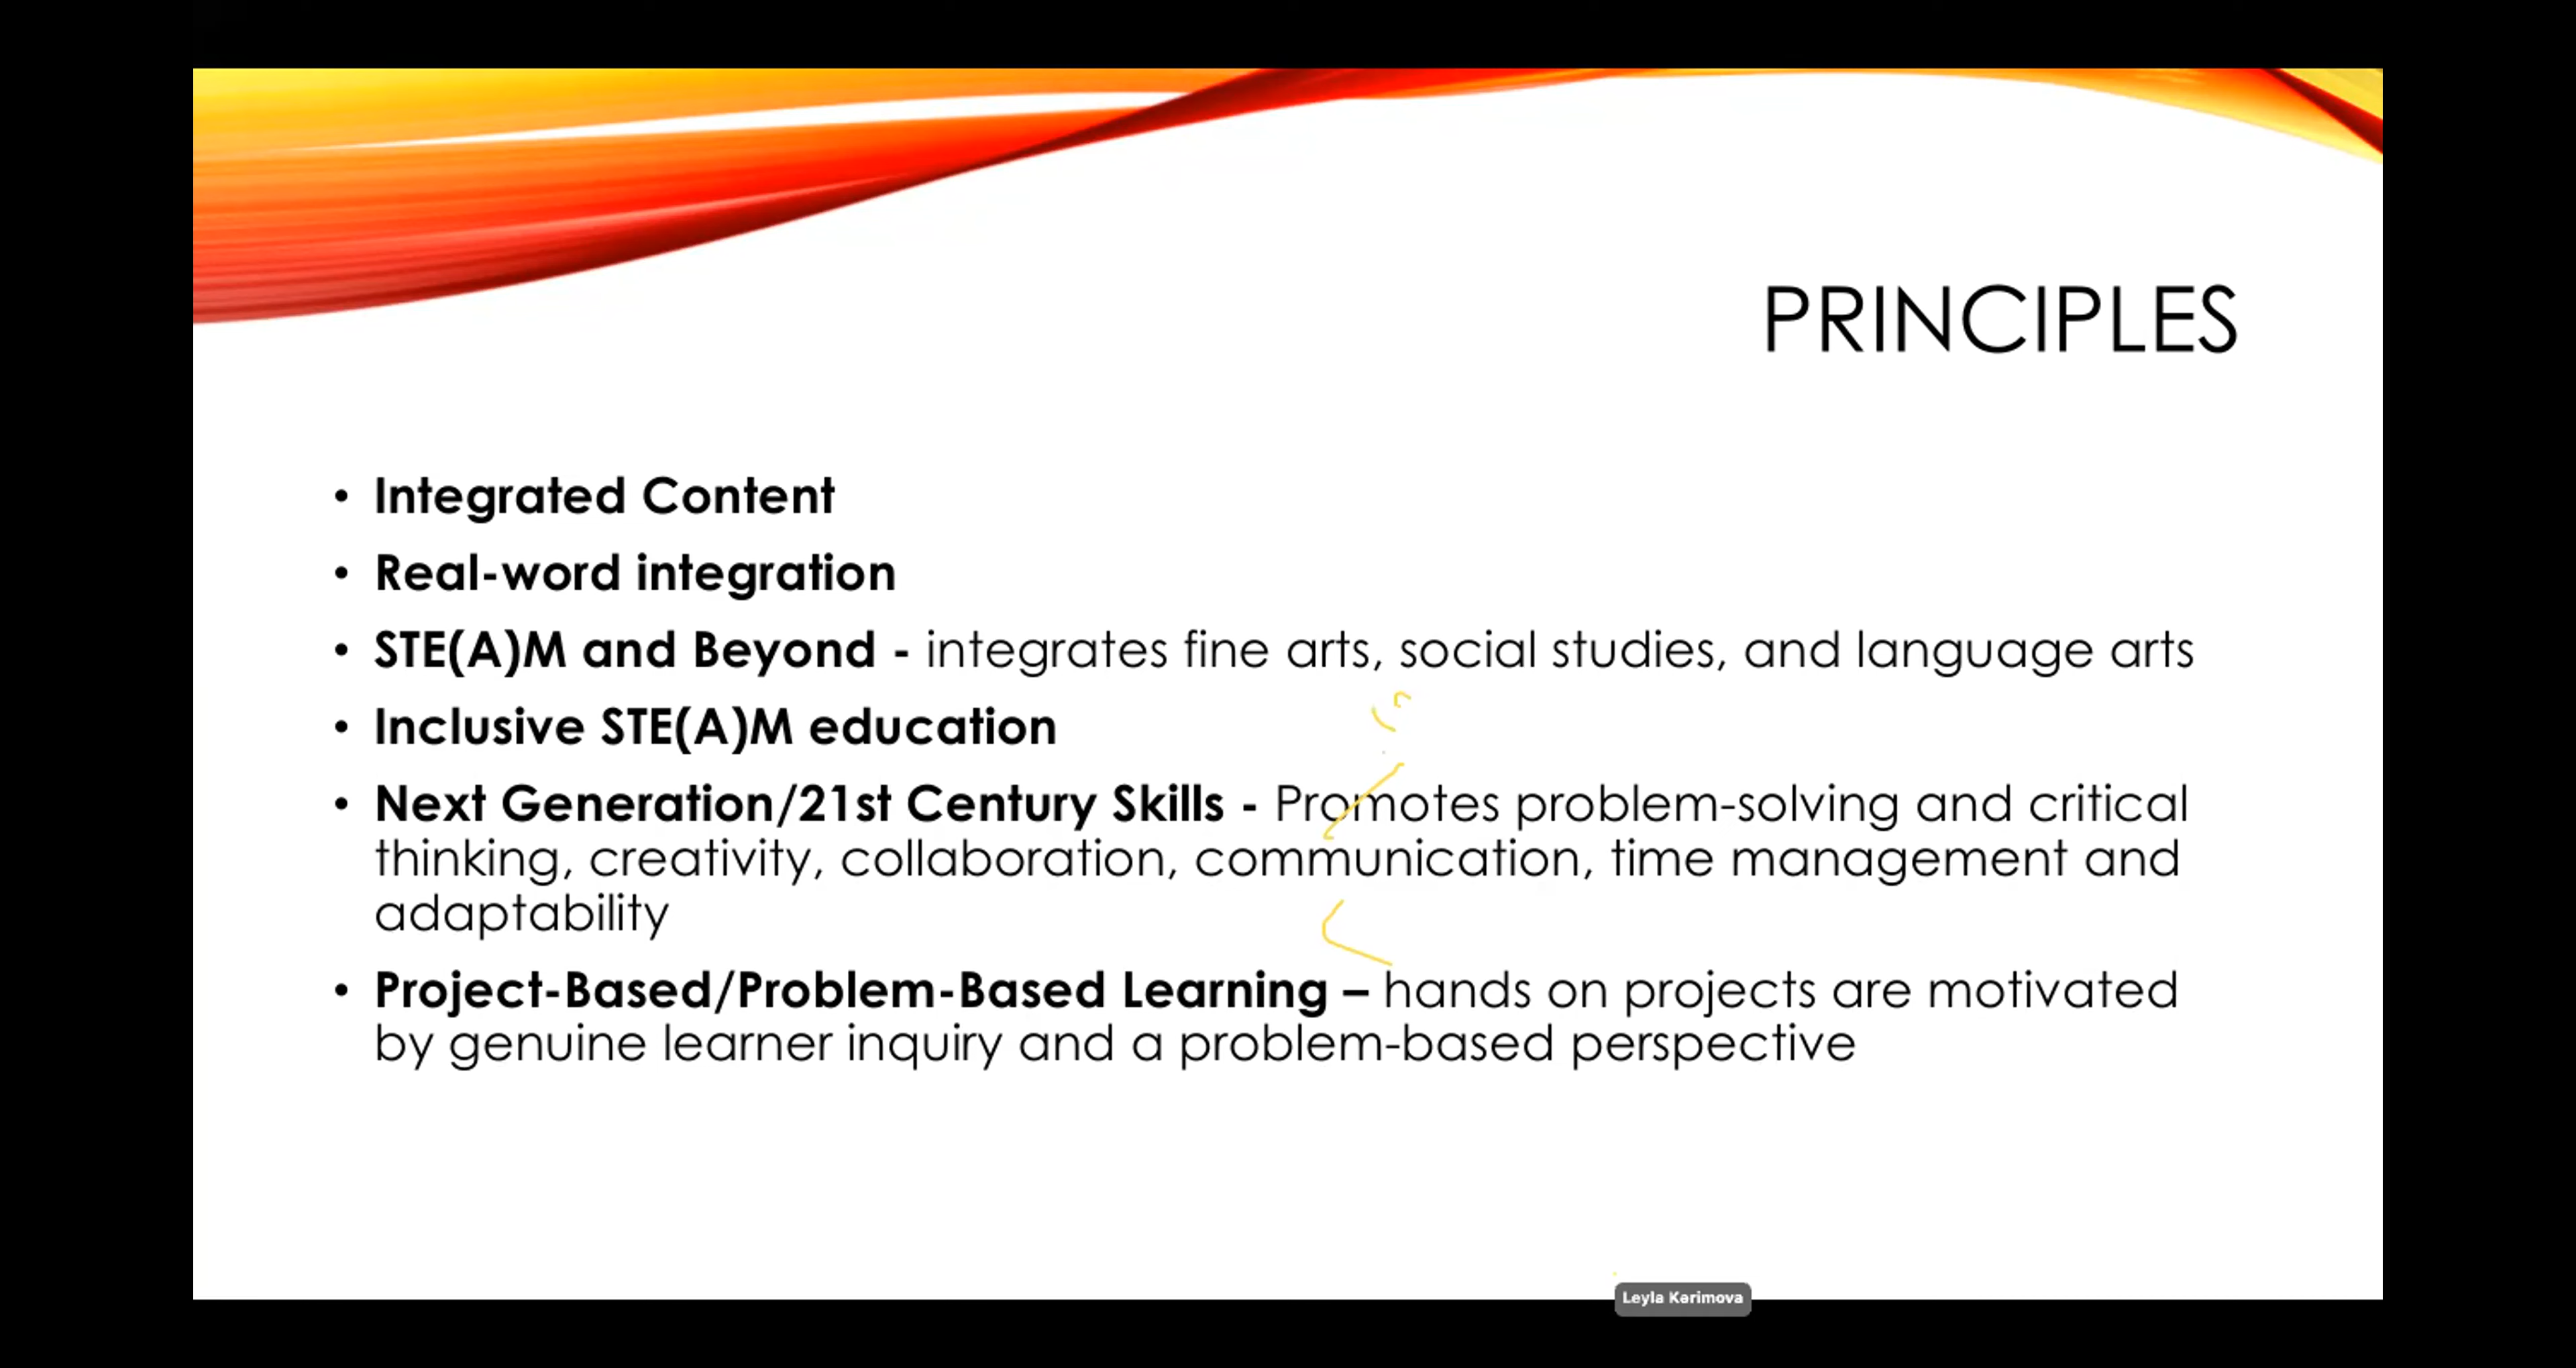 PRINCIPLES
• Integrated Content
• Real-word integration
• STE(A)M and Beyond - integrates fine arts, social studies, and language arts
• Inclusive STE(A)M education
• Next Generation/21st Century Skills - Promotes problem-solving and critical
thinking, creativity, collaboration, communication, time management and
adaptability
• Project-Based/Problem-Based Learning – hands on projects are motivated
by genuine learner inquiry and a problem-based perspective
Leyla Kərimova